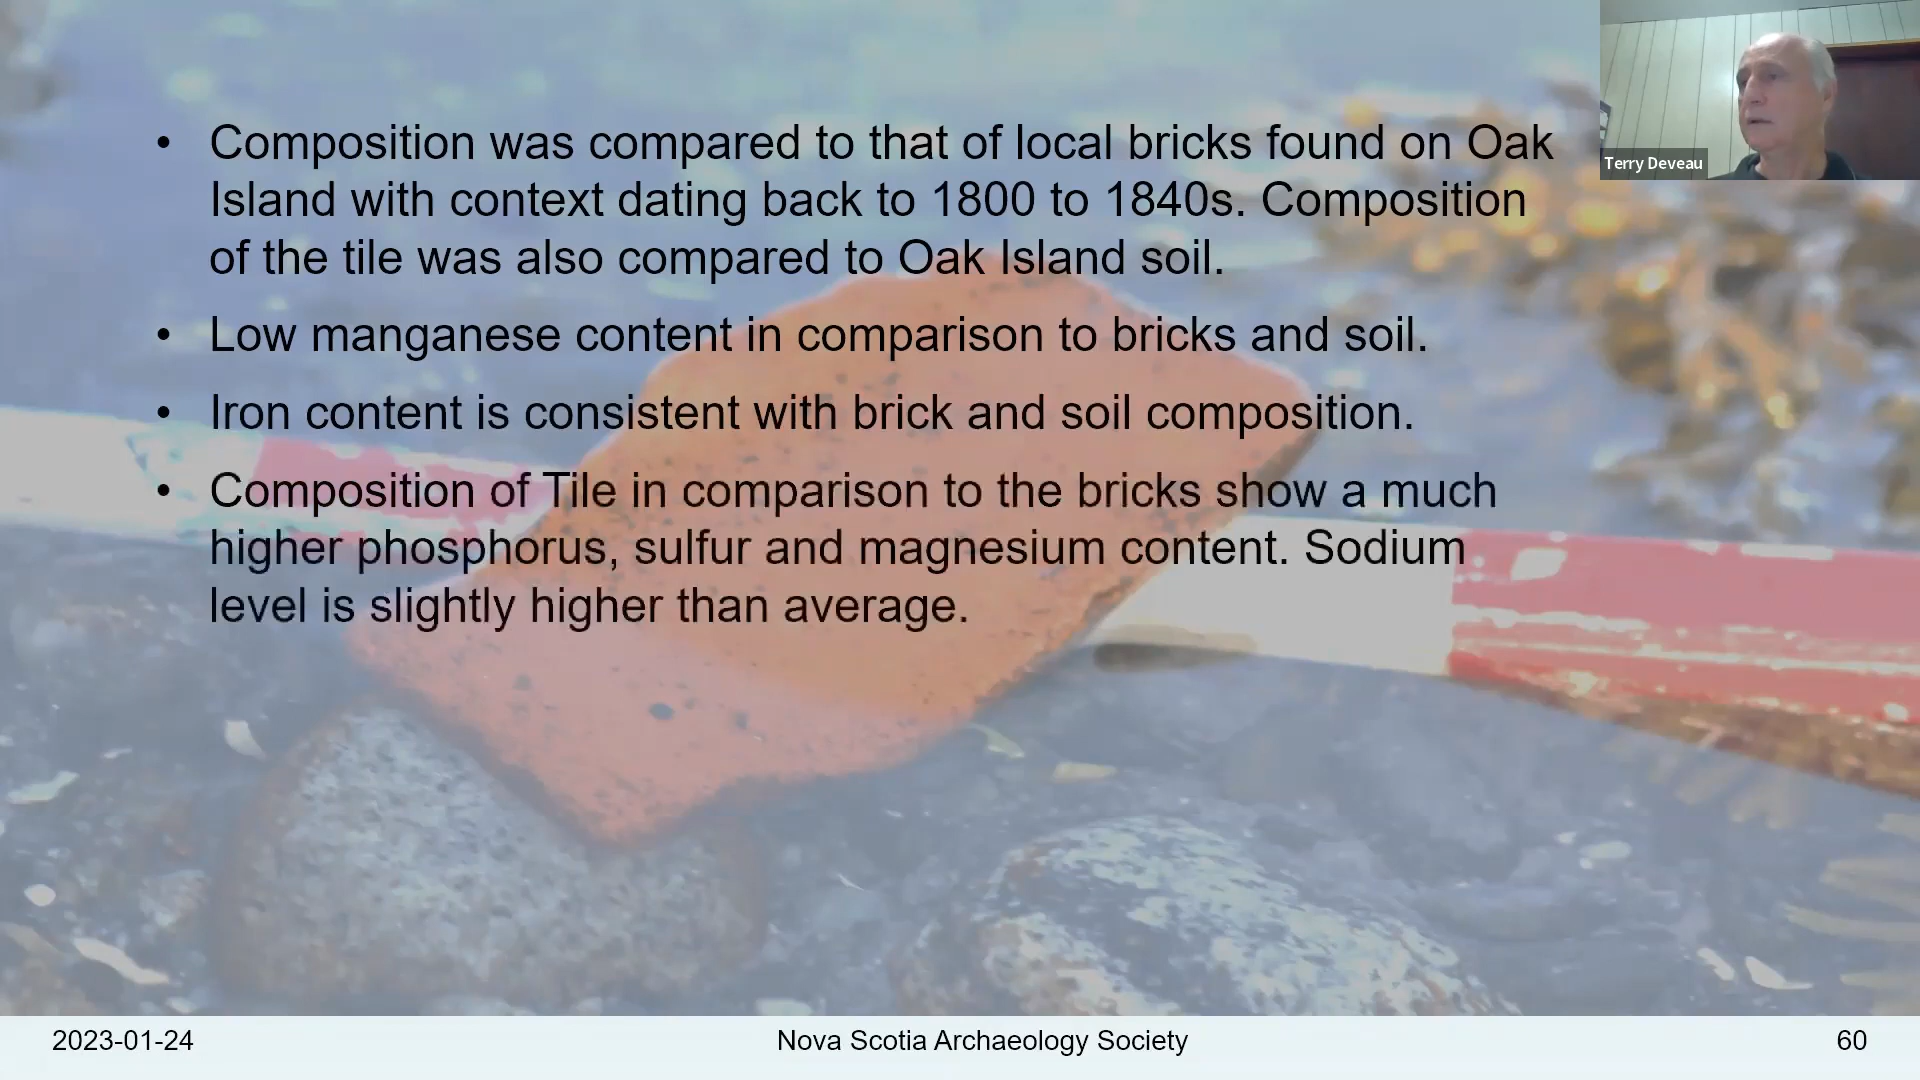 • Composition was compared to that of local bricks found on Oak
Island with context dating back to 1800 to 1840s. Composition
of the tile was also compared to Oak Island soil.
• Low manganese content in comparison to bricks and soil.
• Iron content is consistent with brick and soil composition.
• Composition of Tile in comparison to the bricks show a much
higher phosphorus, sulfur and magnesium content. Sodium
level is slightly higher than average.
Terry Deveau
2023-01-24
Nova Scotia Archaeology Society
60